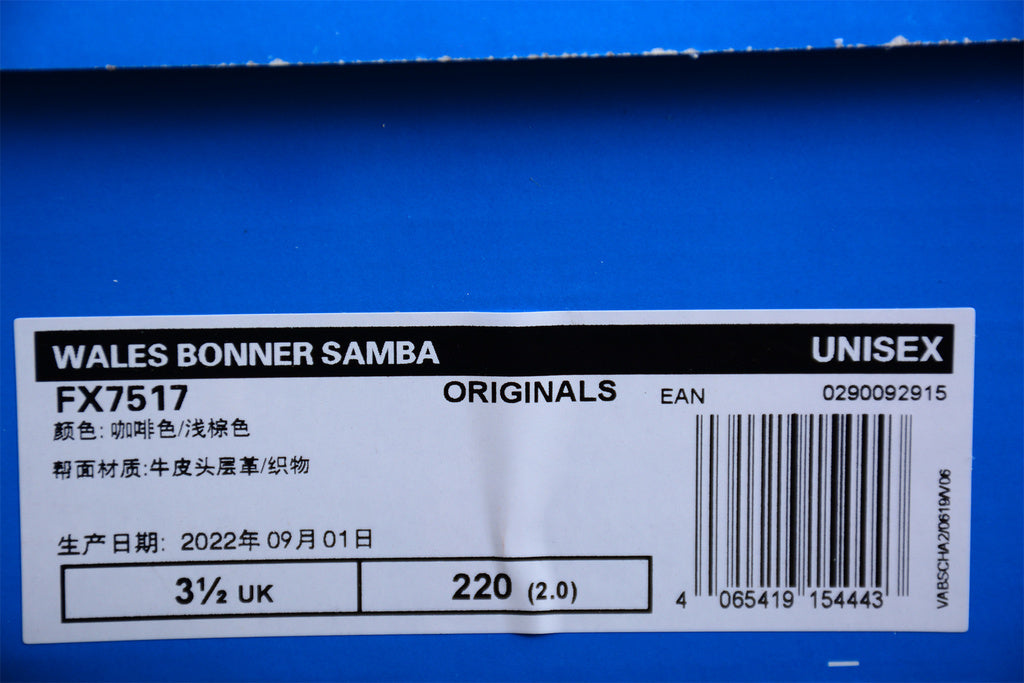 WALES BONNER SAMBA UNISEX
FX7517 ORIGINALS EAN 0290092915
颜色: 咖啡色/浅棕色
帮面材质:牛皮头层革/织物
生产日期: 2022年09月01日
3½ UK 220 (2.0)
4 065419 154443
VABSCHA2/0619/V06